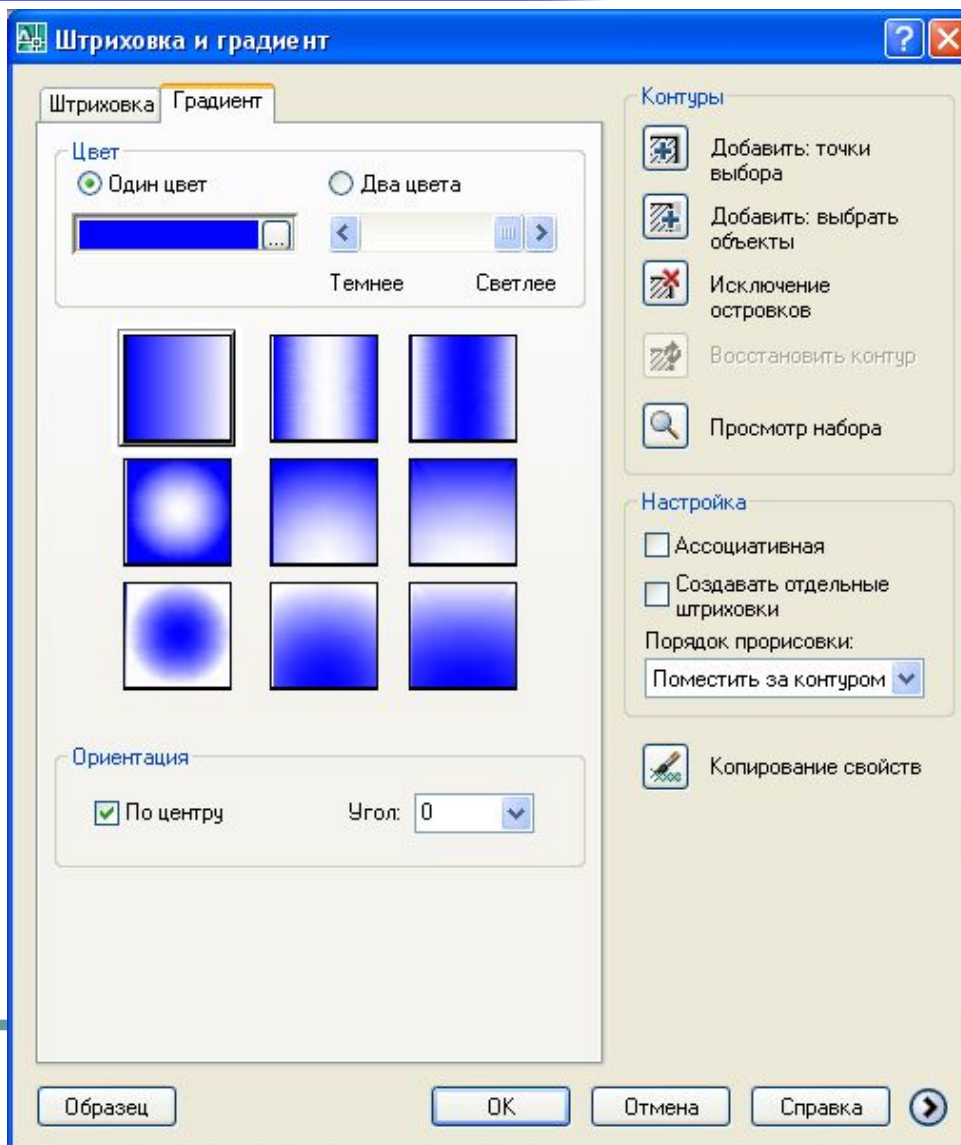 Штриховка и градиент
Штриховка Градиент
Цвет
Один цвет Два цвета
...
Темнее Светлее
Ориентация
По центру Угол: 0
Контуры
Добавить: точки
выбора
Добавить: выбрать
объекты
Исключение
островков
Восстановить контур
Просмотр набора
Настройка
Ассоциативная
Создавать отдельные
штриховки
Порядок прорисовки:
Поместить за контуром
Копирование свойств
Образец OK Отмена Справка